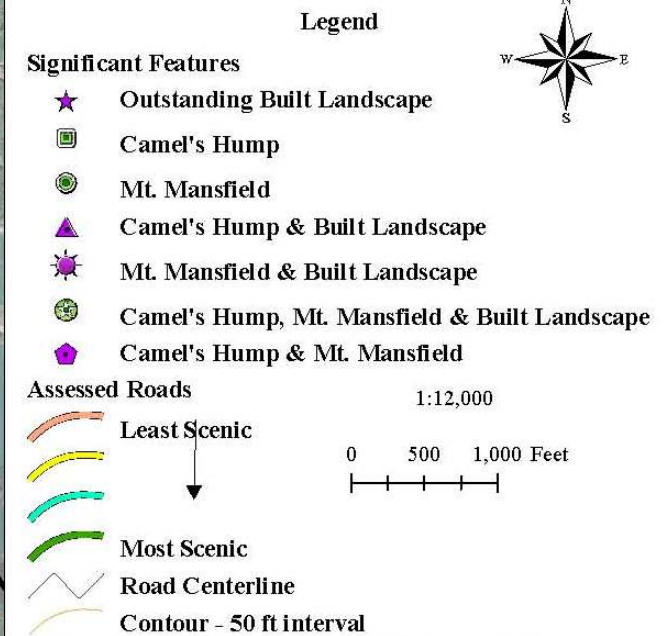 Legend
N
W E
S
Significant Features
Outstanding Built Landscape
Camel's Hump
Mt. Mansfield
Camel's Hump & Built Landscape
Mt. Mansfield & Built Landscape
Camel's Hump, Mt. Mansfield & Built Landscape
Camel's Hump & Mt. Mansfield
Assessed Roads
1:12,000
Least Scenic
0 500 1,000 Feet
Most Scenic
Road Centerline
Contour - 50 ft interval